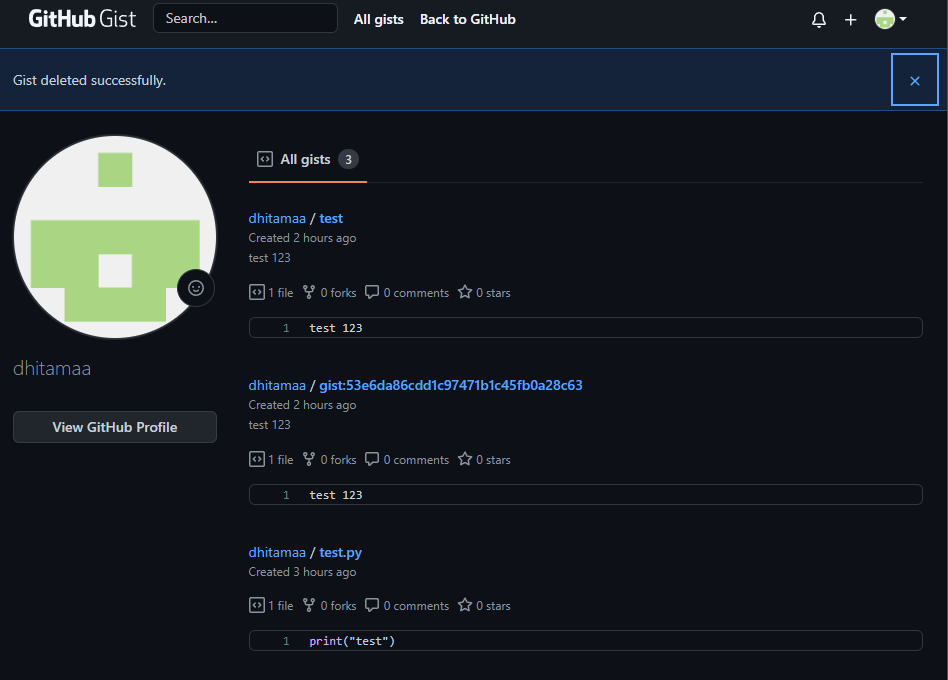 GitHub Gist Search... All gists Back to GitHub
Gist deleted successfully.
All gists 3
dhitamaa / test
Created 2 hours ago
test 123
1 file 0 forks 0 comments 0 stars
1 test 123
dhitamaa
View GitHub Profile
dhitamaa / gist:53e6da86cdd1c97471b1c45fb0a28c63
Created 2 hours ago
test 123
1 file 0 forks 0 comments 0 stars
1 test 123
dhitamaa / test.py
Created 3 hours ago
1 file 0 forks 0 comments 0 stars
1 print("test")